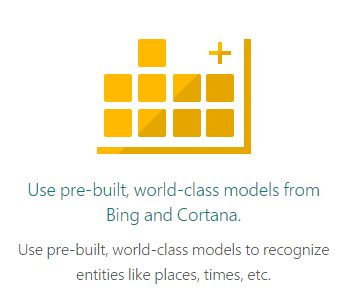 Use pre-built, world-class models from
Bing and Cortana.
Use pre-built, world-class models to recognize
entities like places, times, etc.